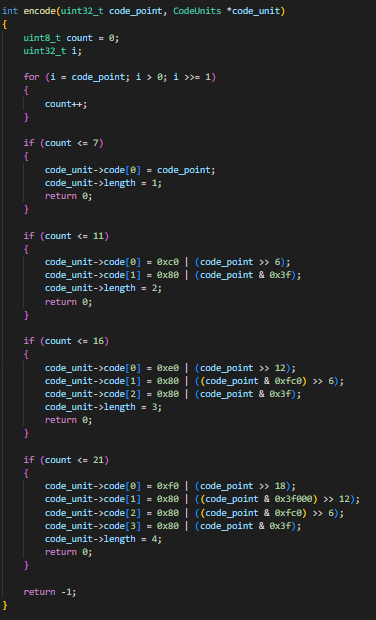 int encode(uint32_t code_point, CodeUnits *code_unit)
{
    uint8_t count = 0;
    uint32_t i;

    for (i = code_point; i > 0; i >>= 1)
    {
        count++;
    }

    if (count <= 7)
    {
        code_unit->code[0] = code_point;
        code_unit->length = 1;
        return 0;
    }

    if (count <= 11)
    {
        code_unit->code[0] = 0xc0 | (code_point >> 6);
        code_unit->code[1] = 0x80 | (code_point & 0x3f);
        code_unit->length = 2;
        return 0;
    }

    if (count <= 16)
    {
        code_unit->code[0] = 0xe0 | (code_point >> 12);
        code_unit->code[1] = 0x80 | ((code_point & 0xfc0) >> 6);
        code_unit->code[2] = 0x80 | (code_point & 0x3f);
        code_unit->length = 3;
        return 0;
    }

    if (count <= 21)
    {
        code_unit->code[0] = 0xf0 | (code_point >> 18);
        code_unit->code[1] = 0x80 | ((code_point & 0x3f000) >> 12);
        code_unit->code[2] = 0x80 | ((code_point & 0xfc0) >> 6);
        code_unit->code[3] = 0x80 | (code_point & 0x3f);
        code_unit->length = 4;
        return 0;
    }

    return -1;
}